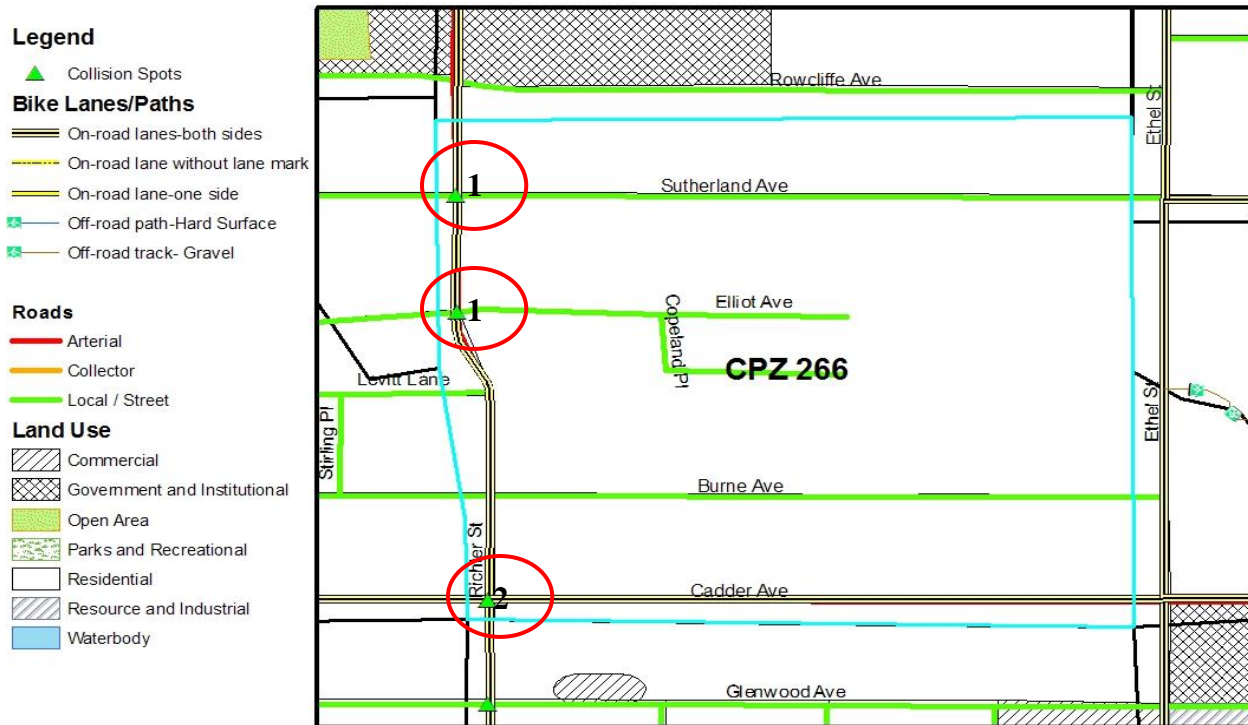 Legend
Collision Spots
Bike Lanes/Paths
On-road lanes-both sides
On-road lane without lane mark
On-road lane-one side
Off-road path-Hard Surface
Off-road track- Gravel
Roads
Arterial
Collector
Local / Street
Land Use
Commercial
Government and Institutional
Open Area
Parks and Recreational
Residential
Resource and Industrial
Waterbody
Rowcliffe Ave
Ethel St
1
Sutherland Ave
1
Elliot Ave
Copeland Pl
CPZ 266
Levitt Lane
Stirling Pl
Ethel St
Burne Ave
Richter St
2
Cadder Ave
Glenwood Ave